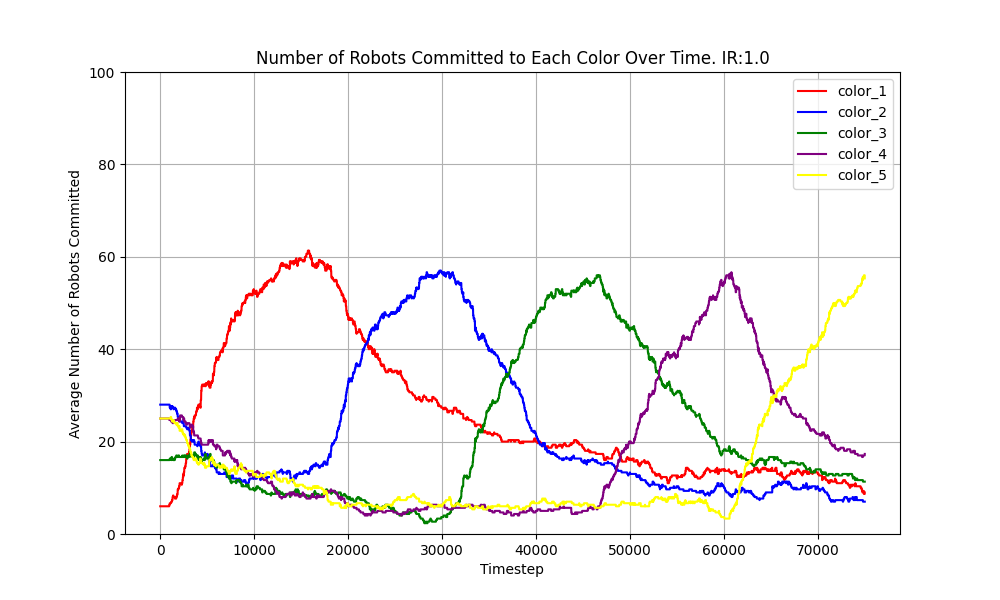 Number of Robots Committed to Each Color Over Time. IR:1.0
Average Number of Robots Committed
100
80
60
40
20
0
color_1
color_2
color_3
color_4
color_5
0
10000
20000
30000
40000
50000
60000
70000
Timestep